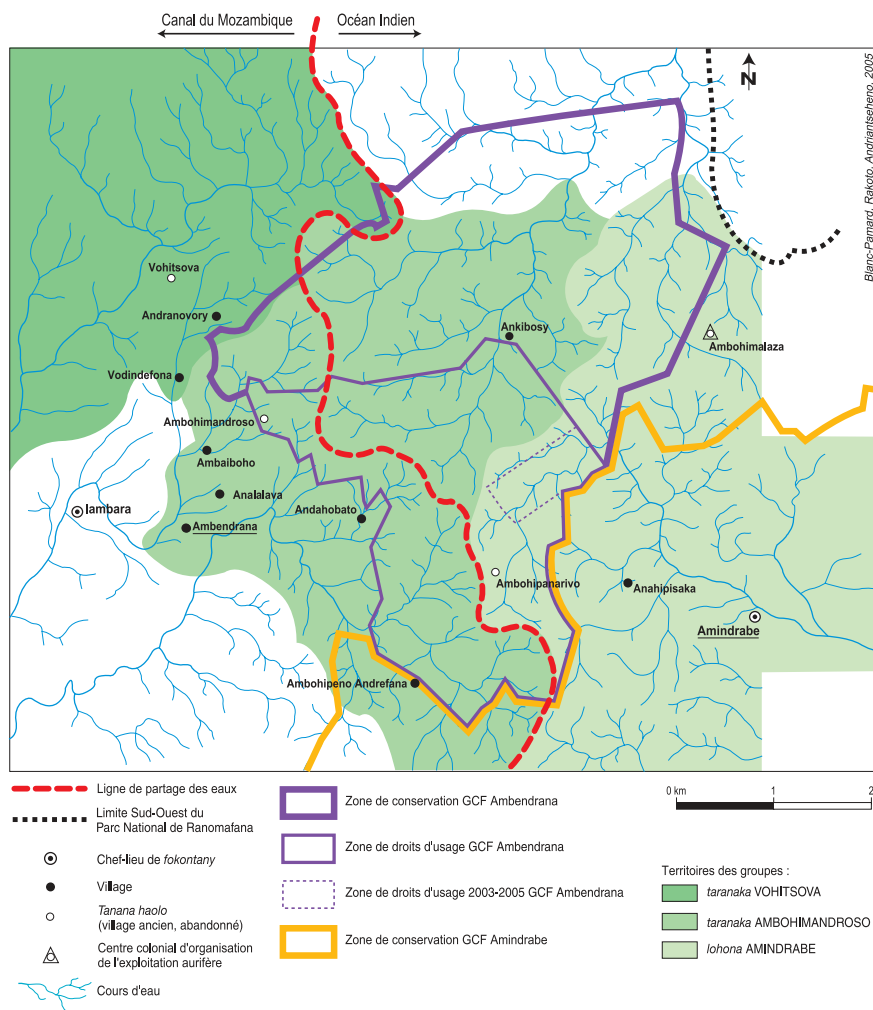 Canal du Mozambique
Océan Indien
N
Blanc-Pamard, Rakoto, Andriantseheno, 2005
Vohitsova
Andranovory
Ankibosy
Ambohimalaza
Vodindefona
Ambohimandroso
Ambaiboho
Analalava
Iambara
Andahobato
Ambendrana
Ambohipanarivo
Anahipisaka
Amindrabe
Ambohipeno Andrefana
Ligne de partage des eaux
Limite Sud-Ouest du
Parc National de Ranomafana
Chef-lieu de fokontany
Village
Tanana haolo
(village ancien, abandonné)
Centre colonial d'organisation
de l'exploitation aurifère
Cours d'eau
Zone de conservation GCF Ambendrana
Zone de droits d'usage GCF Ambendrana
Zone de droits d'usage 2003-2005 GCF Ambendrana
Zone de conservation GCF Amindrabe
0 km 1 2
Territoires des groupes :
taranaka VOHITSOVA
taranaka AMBOHIMANDROSO
lohona AMINDRABE